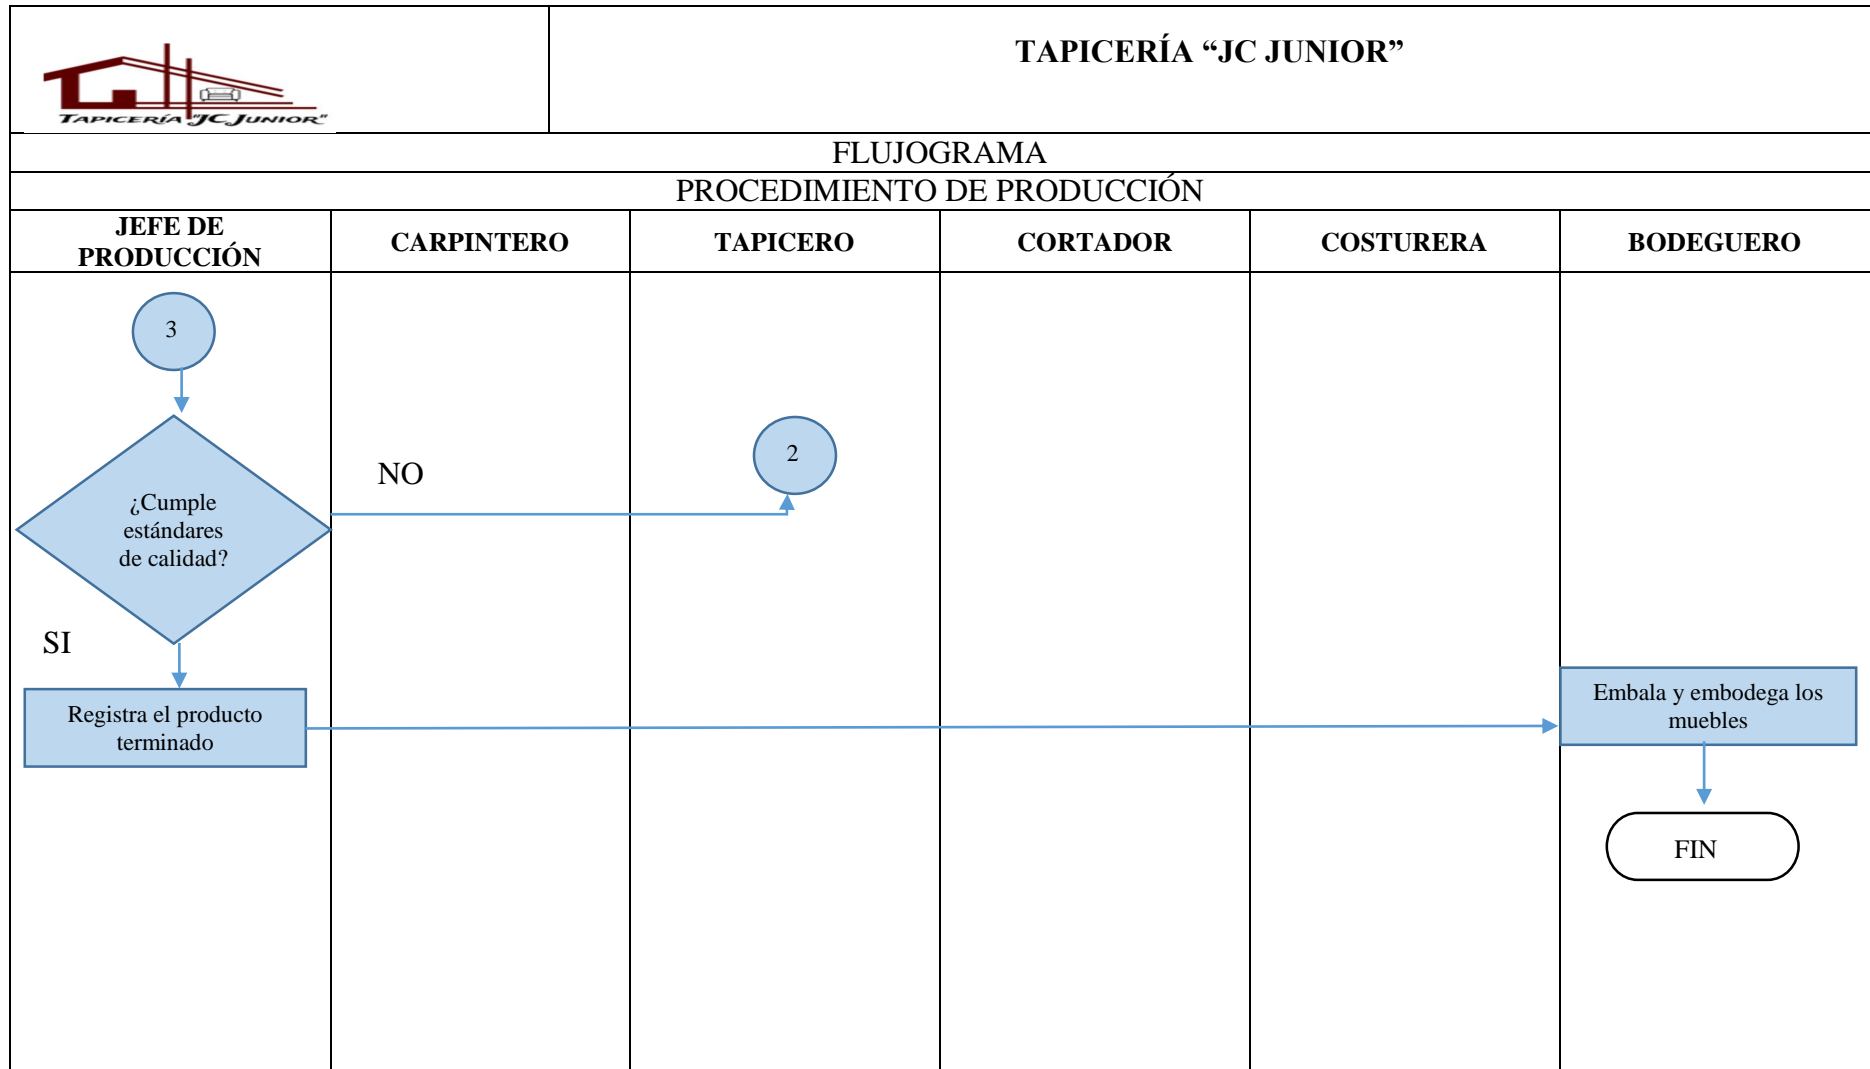 TAPICERÍA "JC JUNIOR"
TAPICERÍA “JC JUNIOR”
FLUJOGRAMA
PROCEDIMIENTO DE PRODUCCIÓN
JEFE DE
PRODUCCIÓN
CARPINTERO
TAPICERO
CORTADOR
COSTURERA
BODEGUERO
3
2
NO
¿Cumple
estándares
de calidad?
SI
Registra el producto
terminado
Embala y embodega los
muebles
FIN